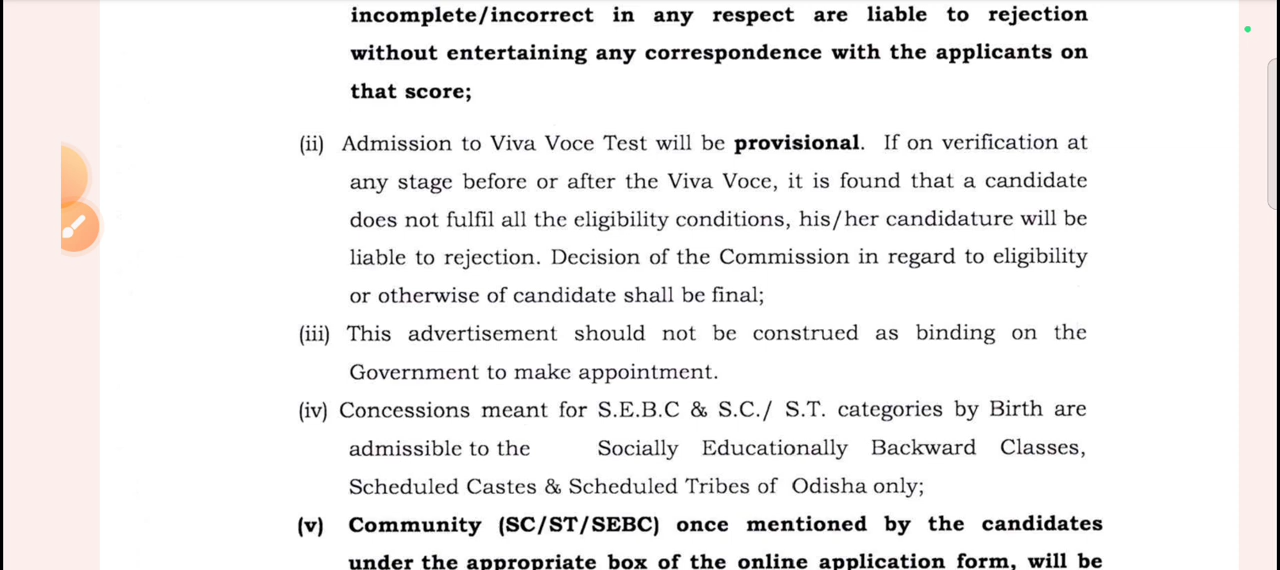 incomplete/incorrect in any respect are liable to rejection
without entertaining any correspondence with the applicants on
that score;
(ii) Admission to Viva Voce Test will be provisional. If on verification at
any stage before or after the Viva Voce, it is found that a candidate
does not fulfil all the eligibility conditions, his/her candidature will be
liable to rejection. Decision of the Commission in regard to eligibility
or otherwise of candidate shall be final;
(iii) This advertisement should not be construed as binding on the
Government to make appointment.
(iv) Concessions meant for S.E.B.C & S.C./ S.T. categories by Birth are
admissible to the Socially Educationally Backward Classes,
Scheduled Castes & Scheduled Tribes of Odisha only;
(v) Community (SC/ST/SEBC) once mentioned by the candidates
under the appropriate box of the online application form, will be